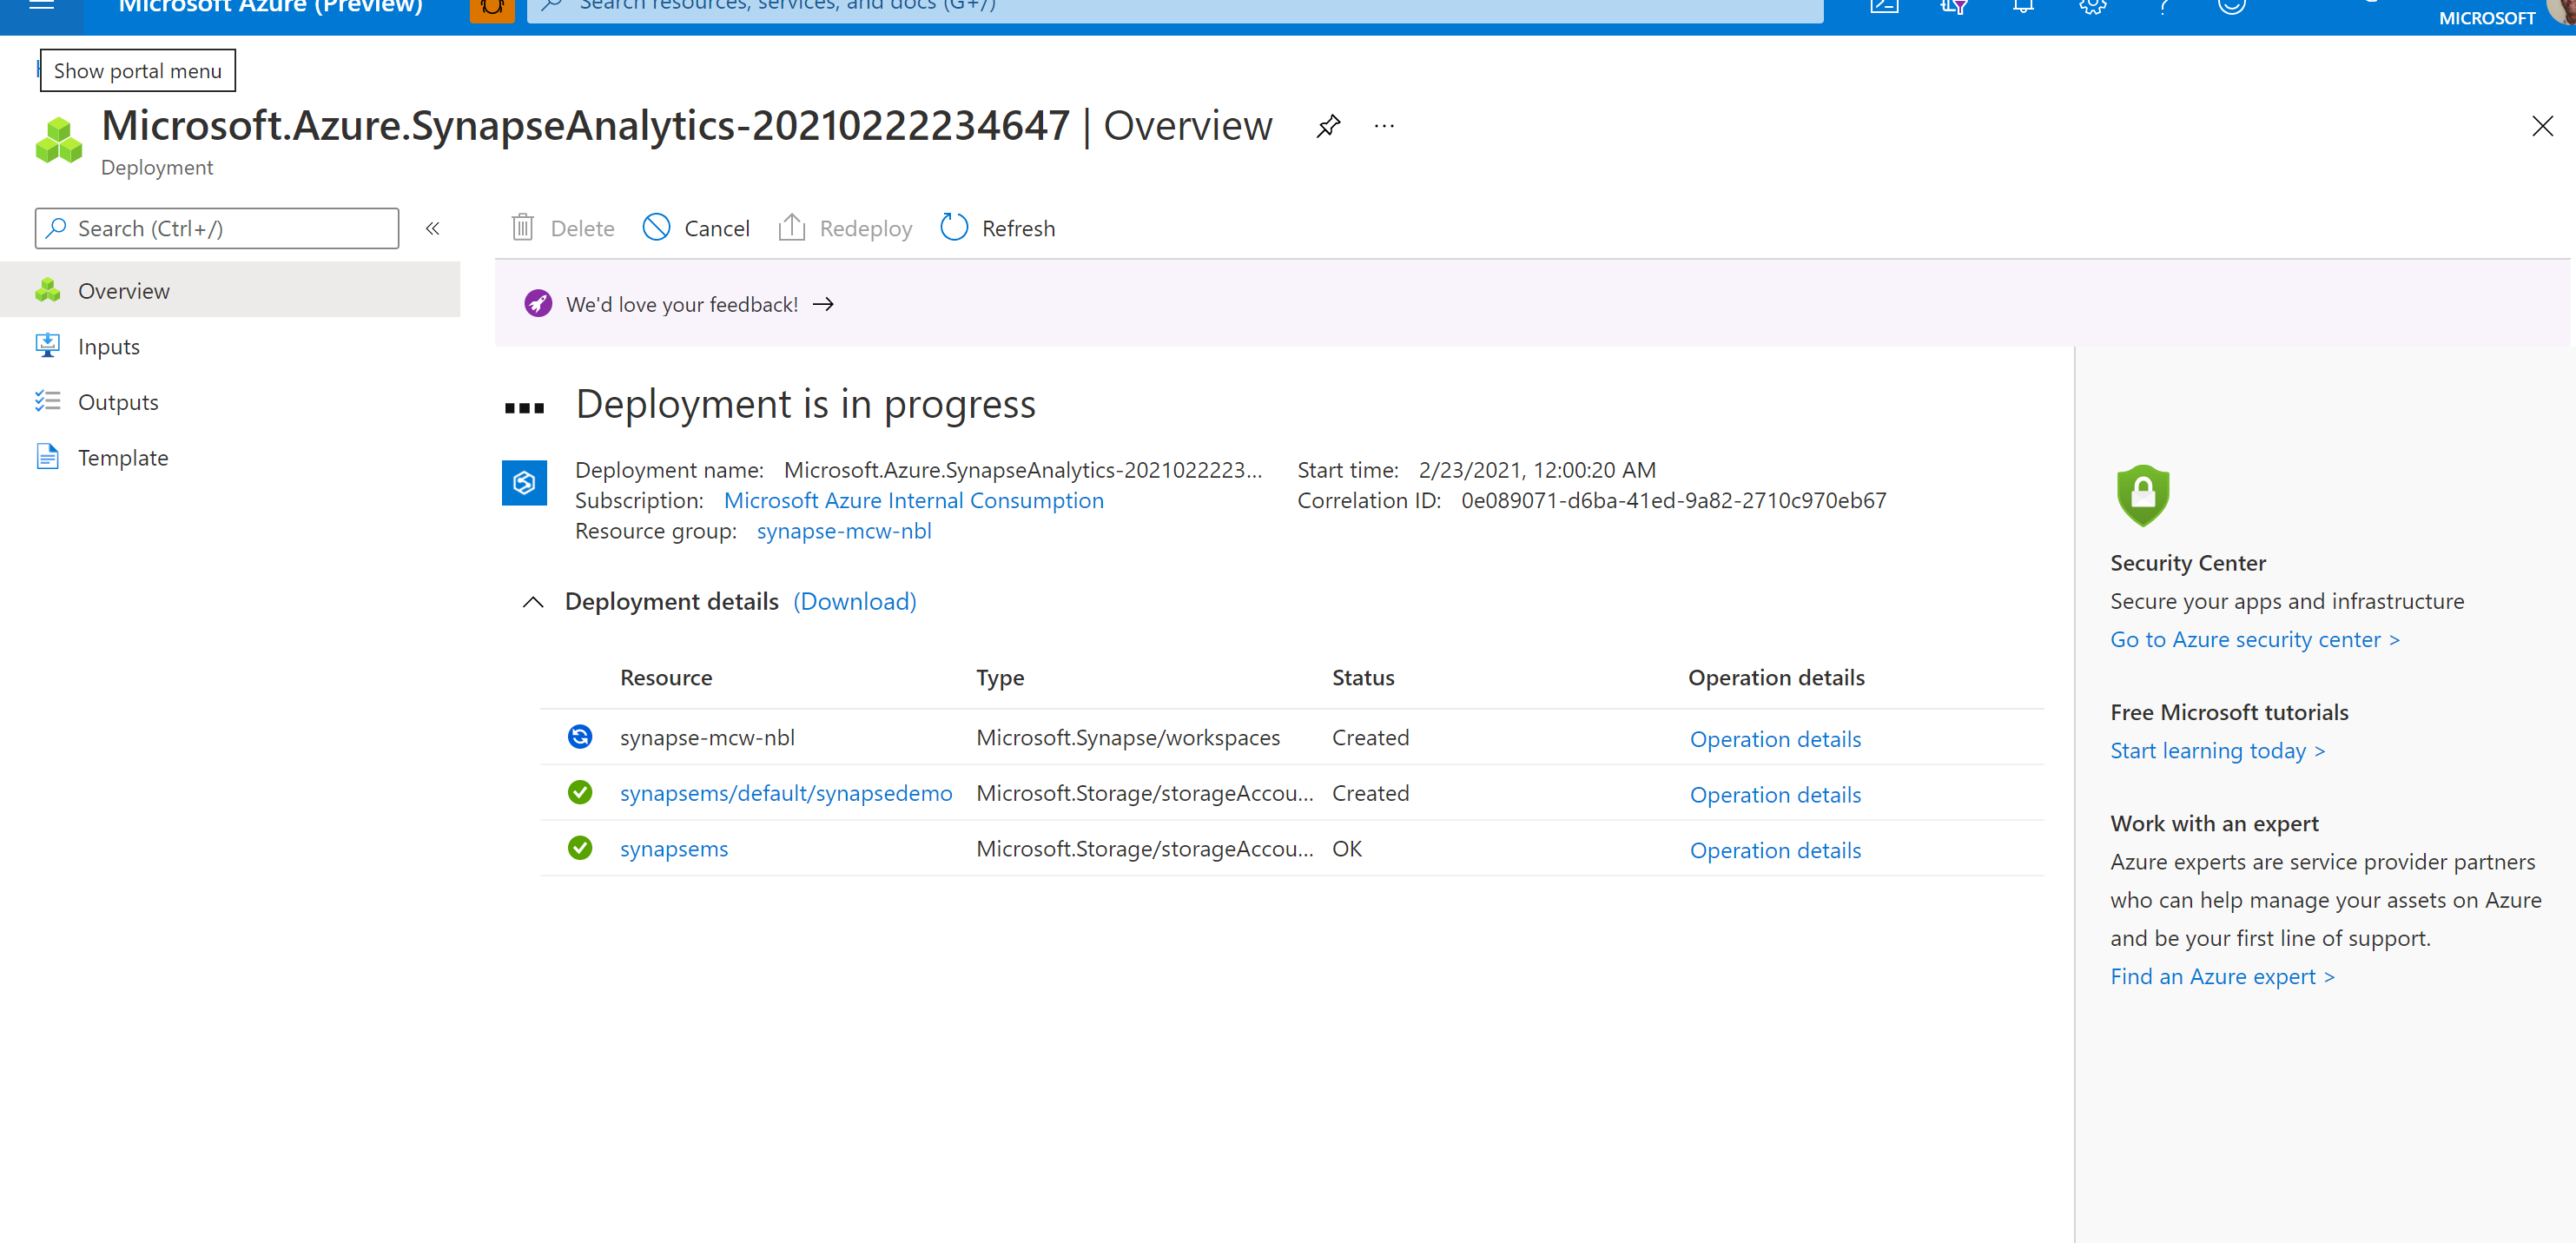 Microsoft Azure (Preview)
Search resources, services, and docs (G+/)
MICROSOFT
Show portal menu
Microsoft.Azure.SynapseAnalytics-20210222234647 | Overview
Deployment
Search (Ctrl+/)
Delete
Cancel
Redeploy
Refresh
Overview
Inputs
Outputs
Template
We'd love your feedback!
Deployment is in progress
Deployment name: Microsoft.Azure.SynapseAnalytics-2021022223...
Subscription: Microsoft Azure Internal Consumption
Resource group: synapse-mcw-nbl
Start time: 2/23/2021, 12:00:20 AM
Correlation ID: 0e089071-d6ba-41ed-9a82-2710c970eb67
Deployment details (Download)
Resource Type Status Operation details
synapse-mcw-nbl Microsoft.Synapse/workspaces Created Operation details
synapsems/default/synapsedemo Microsoft.Storage/storageAccou... Created Operation details
synapsems Microsoft.Storage/storageAccou... OK Operation details
Security Center
Secure your apps and infrastructure
Go to Azure security center >
Free Microsoft tutorials
Start learning today >
Work with an expert
Azure experts are service provider partners
who can help manage your assets on Azure
and be your first line of support.
Find an Azure expert >